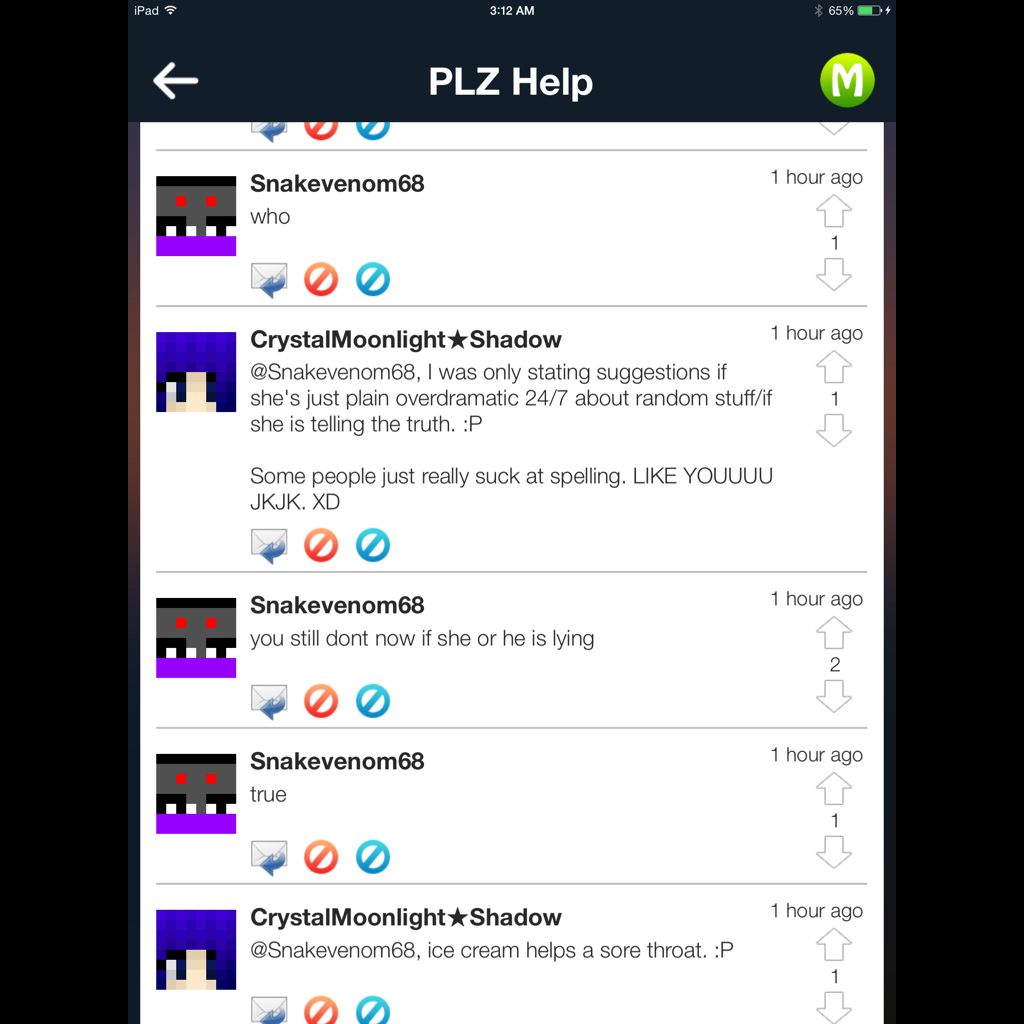 iPad 3:12 AM 65%
PLZ Help M
Snakevenom68 1 hour ago
who
1
CrystalMoonlight★Shadow 1 hour ago
@Snakevenom68, I was only stating suggestions if
she's just plain overdramatic 24/7 about random stuff/if
she is telling the truth. :P
1
Some people just really suck at spelling. LIKE YOUUUU
JKJK. XD
Snakevenom68 1 hour ago
you still dont now if she or he is lying
2
Snakevenom68 1 hour ago
true
1
CrystalMoonlight★Shadow 1 hour ago
@Snakevenom68, ice cream helps a sore throat. :P
1